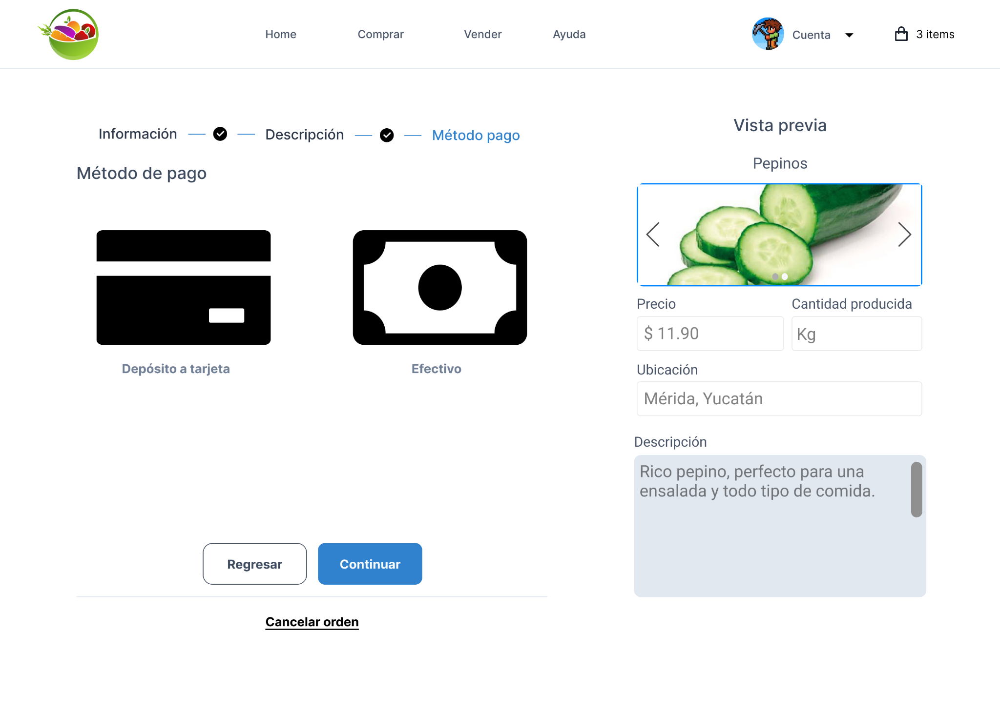 Home
Comprar
Vender
Ayuda
Cuenta
3 items
Información
Descripción
Método pago
Método de pago
Depósito a tarjeta
Efectivo
Regresar
Continuar
Cancelar orden
Vista previa
Pepinos
Precio
Cantidad producida
$ 11.90
Kg
Ubicación
Mérida, Yucatán
Descripción
Rico pepino, perfecto para una
ensalada y todo tipo de comida.